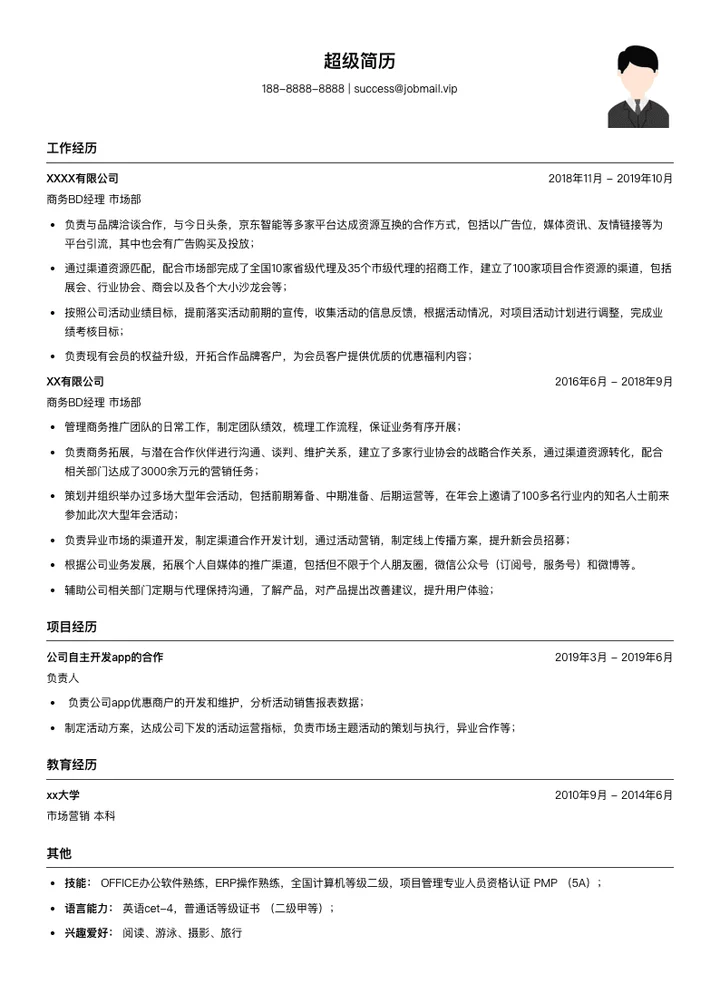 超级简历
188-8888-8888 | success@jobmail.vip
工作经历
XXXX有限公司 2018年11月 – 2019年10月
商务BD经理 市场部
• 负责与品牌洽谈合作，与今日头条，京东智能等多家平台达成资源互换的合作方式，包括以广告位，媒体资讯、友情链接等为
平台引流，其中也会有广告购买及投放；
• 通过渠道资源匹配，配合市场部完成了全国10家省级代理及35个市级代理的招商工作，建立了100家项目合作资源的渠道，包括
展会、行业协会、商会以及各个大小沙龙会等；
• 按照公司活动业绩目标，提前落实活动前期的宣传，收集活动的信息反馈，根据活动情况，对项目活动计划进行调整，完成业
绩考核目标；
• 负责现有会员的权益升级，开拓合作品牌客户，为会员客户提供优质的优惠福利内容；
XX有限公司 2016年6月 – 2018年9月
商务BD经理 市场部
• 管理商务推广团队的日常工作，制定团队绩效，梳理工作流程，保证业务有序开展；
• 负责商务拓展，与潜在合作伙伴进行沟通、谈判、维护关系，建立了多家行业协会的战略合作关系，通过渠道资源转化，配合
相关部门达成了3000余万元的营销任务；
• 策划并组织举办过多场大型年会活动，包括前期筹备、中期准备、后期运营等，在年会上邀请了100多名行业内的知名人士前来
参加此次大型年会活动；
• 负责异业市场的渠道开发，制定渠道合作开发计划，通过活动营销，制定线上传播方案，提升新会员招募；
• 根据公司业务发展，拓展个人自媒体的推广渠道，包括但不限于个人朋友圈，微信公众号（订阅号，服务号）和微博等。
• 辅助公司相关部门定期与代理保持沟通，了解产品，对产品提出改善建议，提升用户体验；
项目经历
公司自主开发app的合作 2019年3月 – 2019年6月
负责人
• 负责公司app优惠商户的开发和维护，分析活动销售报表数据；
• 制定活动方案，达成公司下发的活动运营指标，负责市场主题活动的策划与执行，异业合作等；
教育经历
xx大学 2010年9月 – 2014年6月
市场营销 本科
其他
• 技能： OFFICE办公软件熟练，ERP操作熟练，全国计算机等级二级，项目管理专业人员资格认证 PMP （5A）；
• 语言能力： 英语cet-4，普通话等级证书 （二级甲等）；
• 兴趣爱好： 阅读、游泳、摄影、旅行